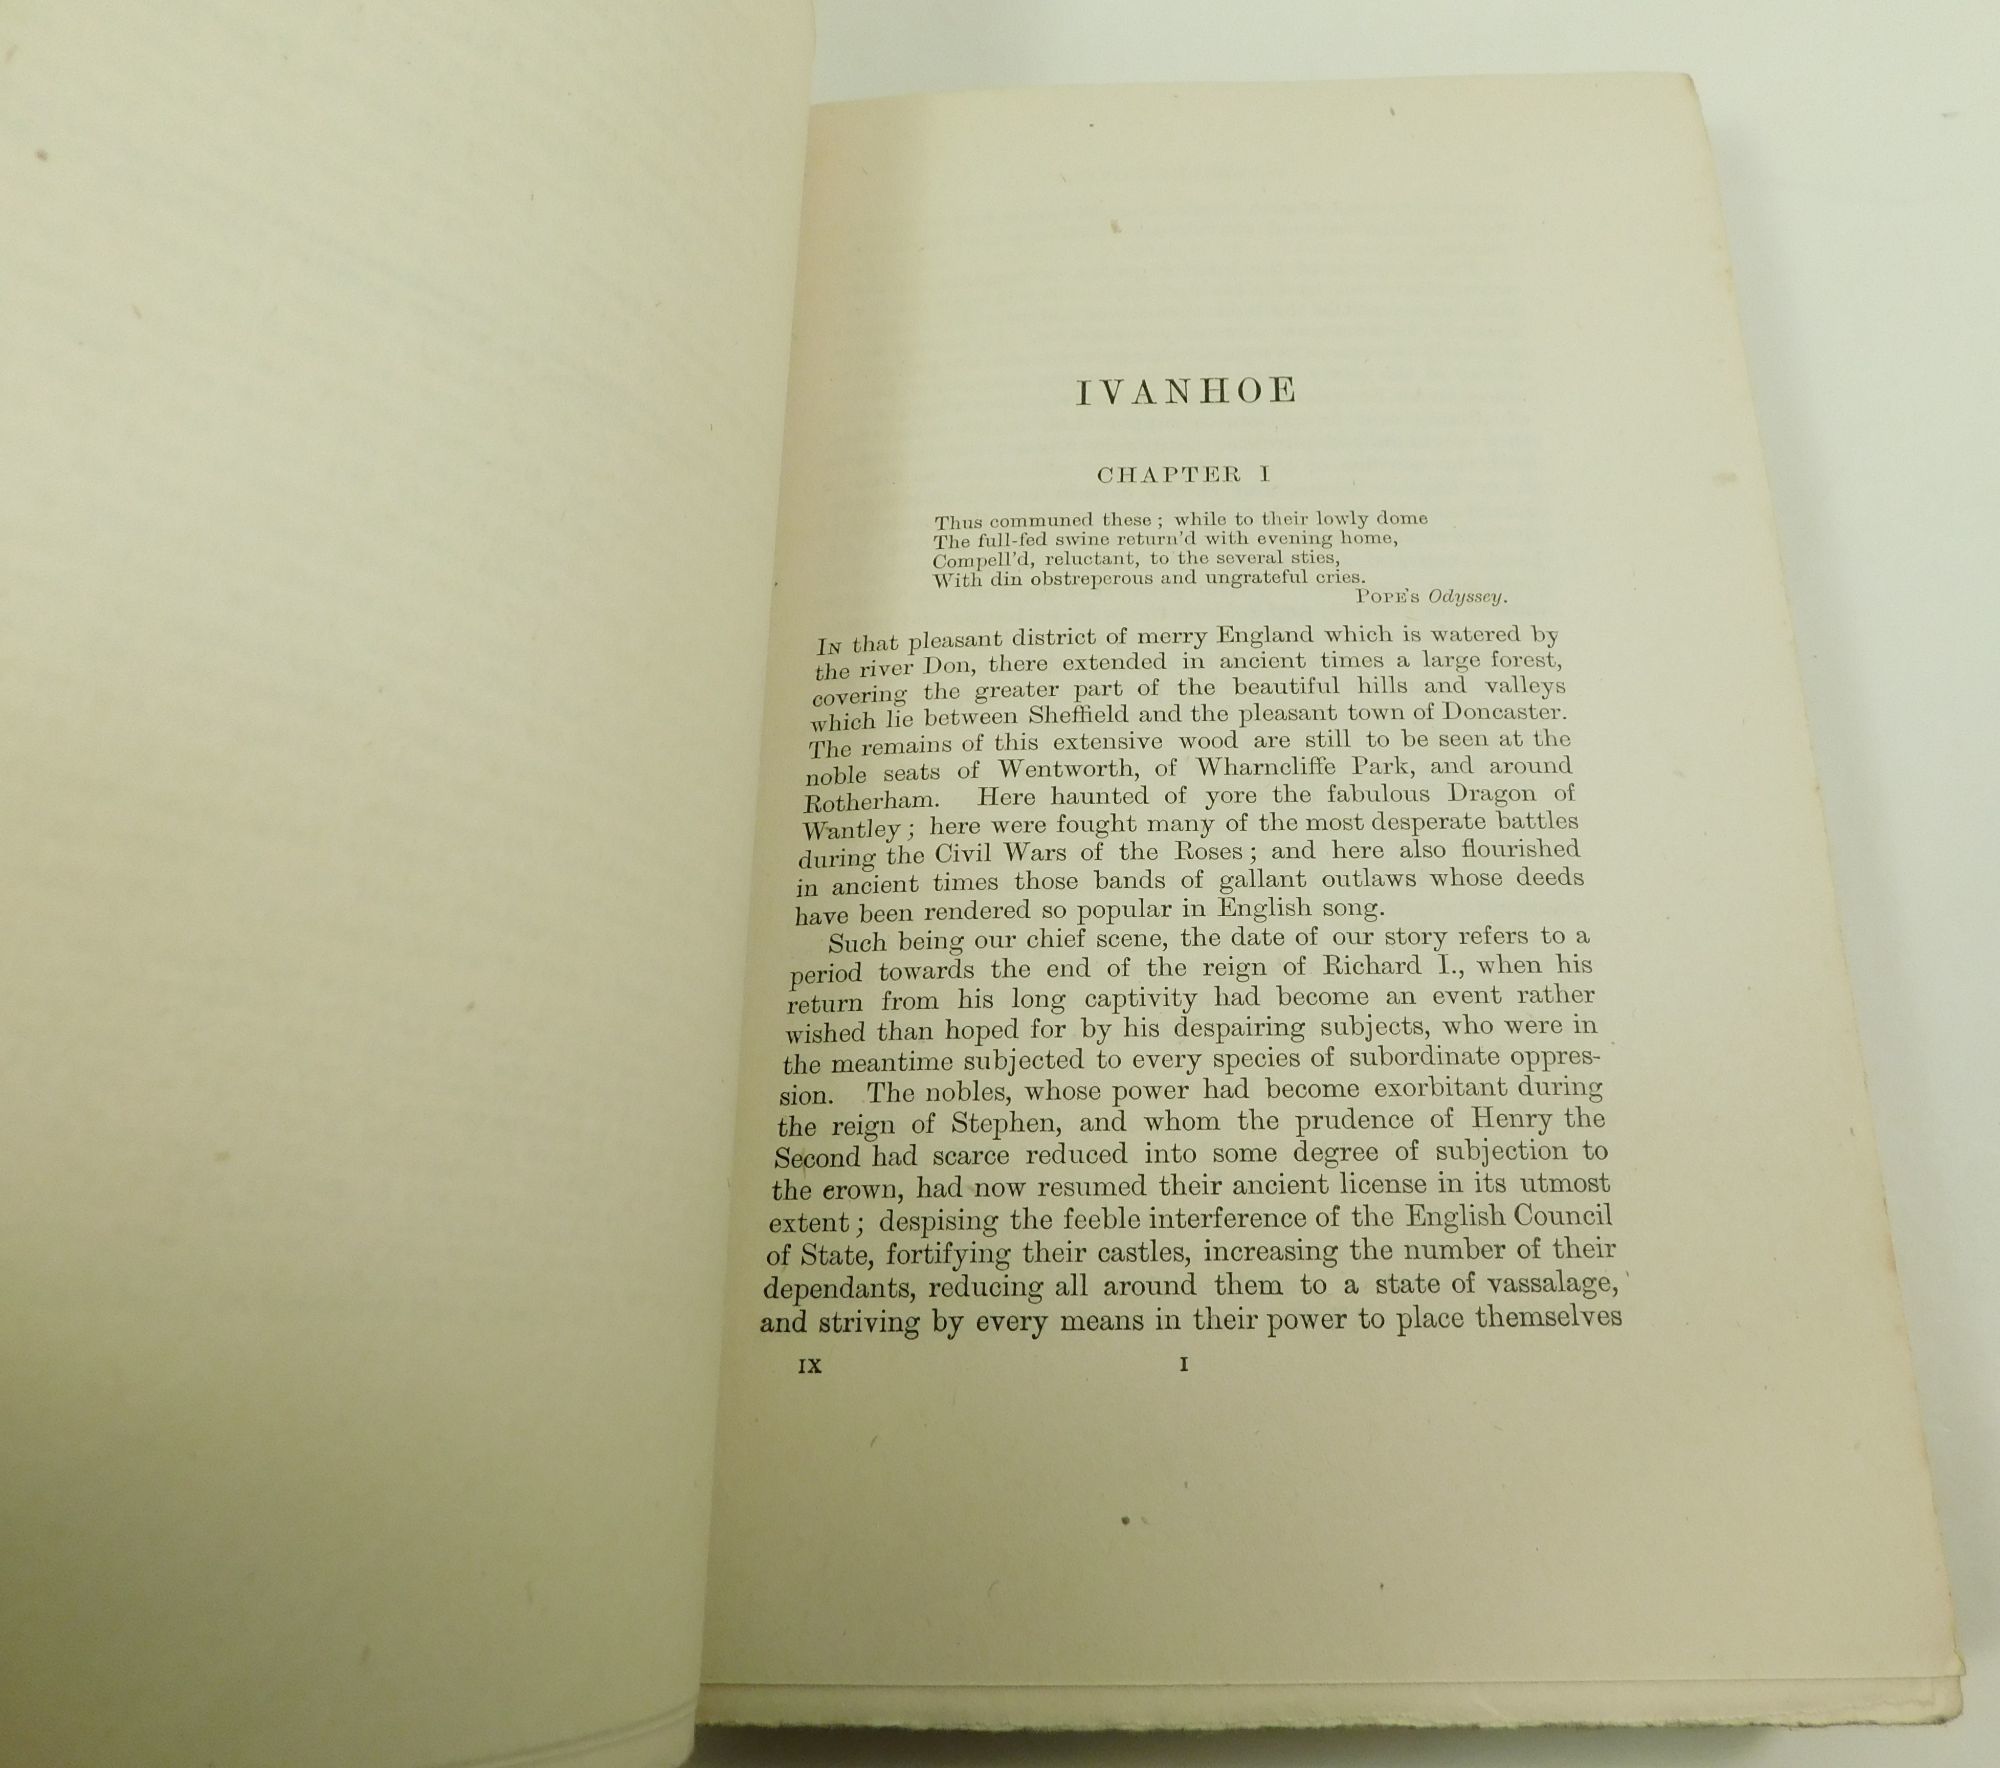 IVANHOE
CHAPTER I
Thus communed these; while to their lowly dome
The full-fed swine return'd with evening home,
Compell'd, reluctant, to the several sties,
With din obstreperous and ungrateful cries.
POPE'S Odyssey.
IN that pleasant district of merry England which is watered by
the river Don, there extended in ancient times a large forest,
covering the greater part of the beautiful hills and valleys
which lie between Sheffield and the pleasant town of Doncaster.
The remains of this extensive wood are still to be seen at the
noble seats of Wentworth, of Wharncliffe Park, and around
Rotherham. Here haunted of yore the fabulous Dragon of
Wantley; here were fought many of the most desperate battles
during the Civil Wars of the Roses; and here also flourished
in ancient times those bands of gallant outlaws whose deeds
have been rendered so popular in English song.
Such being our chief scene, the date of our story refers to a
period towards the end of the reign of Richard I., when his
return from his long captivity had become an event rather
wished than hoped for by his despairing subjects, who were in
the meantime subjected to every species of subordinate oppres-
sion. The nobles, whose power had become exorbitant during
the reign of Stephen, and whom the prudence of Henry the
Second had scarce reduced into some degree of subjection to
the crown, had now resumed their ancient license in its utmost
extent; despising the feeble interference of the English Council
of State, fortifying their castles, increasing the number of their
dependants, reducing all around them to a state of vassalage,
and striving by every means in their power to place themselves
IX I